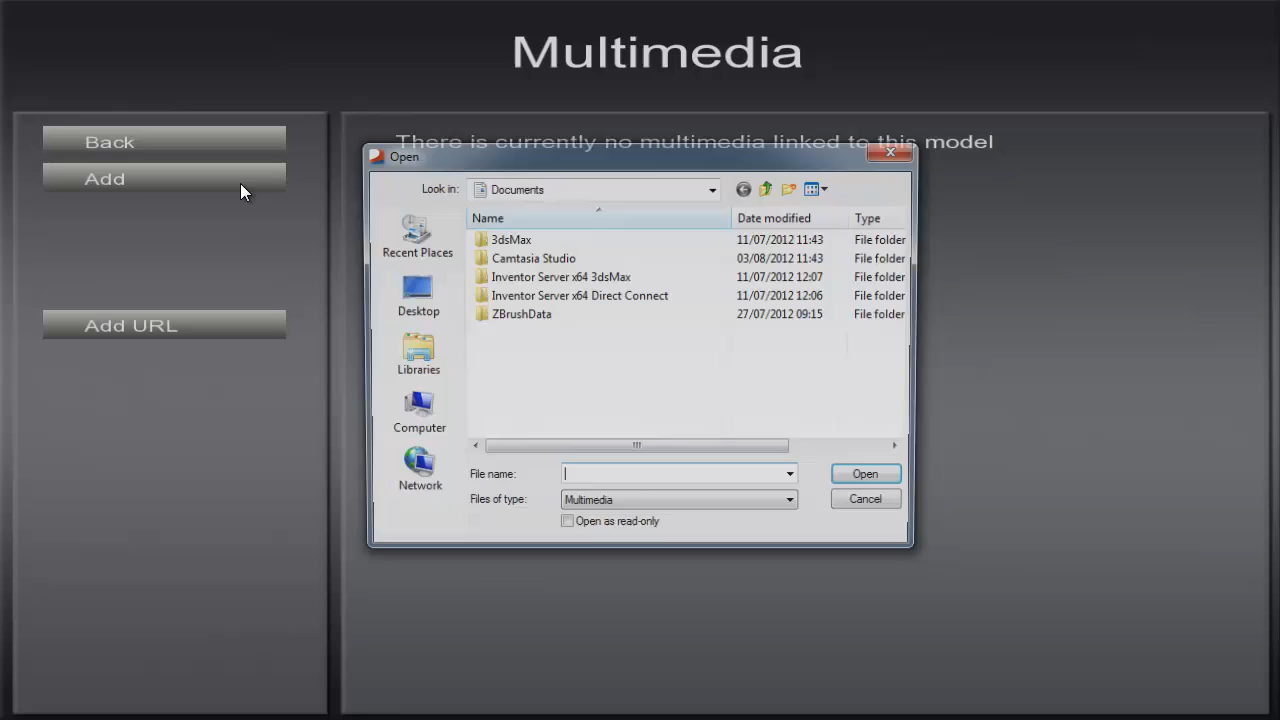 Multimedia
Back
Add
Add URL
There is currently no multimedia linked to this model
Open
Look in: Documents
Name Date modified Type
3dsMax 11/07/2012 11:43 File folder
Camtasia Studio 03/08/2012 11:43 File folder
Inventor Server x64 3dsMax 11/07/2012 12:07 File folder
Inventor Server x64 Direct Connect 11/07/2012 12:06 File folder
ZBrushData 27/07/2012 09:15 File folder
Recent Places
Desktop
Libraries
Computer
Network
File name: Open
Files of type: Multimedia Cancel
Open as read-only